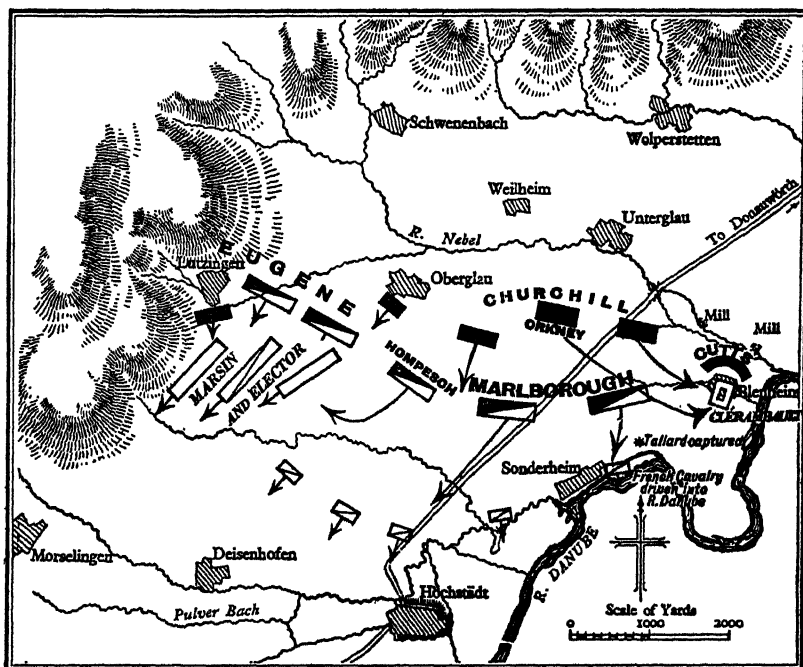 Schwenenbach
Wolperstetten
Weilheim
Unterglau
To Donauwörth
R. Nebel
Lutzingen
EUGENE
Oberglau
CHURCHILL
ORKNEY
Mill
Mill
CUTTS
Blenheim
CLÉRAMBAULT
MARSIN
AND ELECTOR
HOMPESCH
MARLBOROUGH
*Tallard captured
Sonderheim
French Cavalry
driven into
R. Danube
R. DANUBE
Morselingen
Deisenhofen
Höchstädt
Pulver Bach
Scale of Yards
0 1000 2000